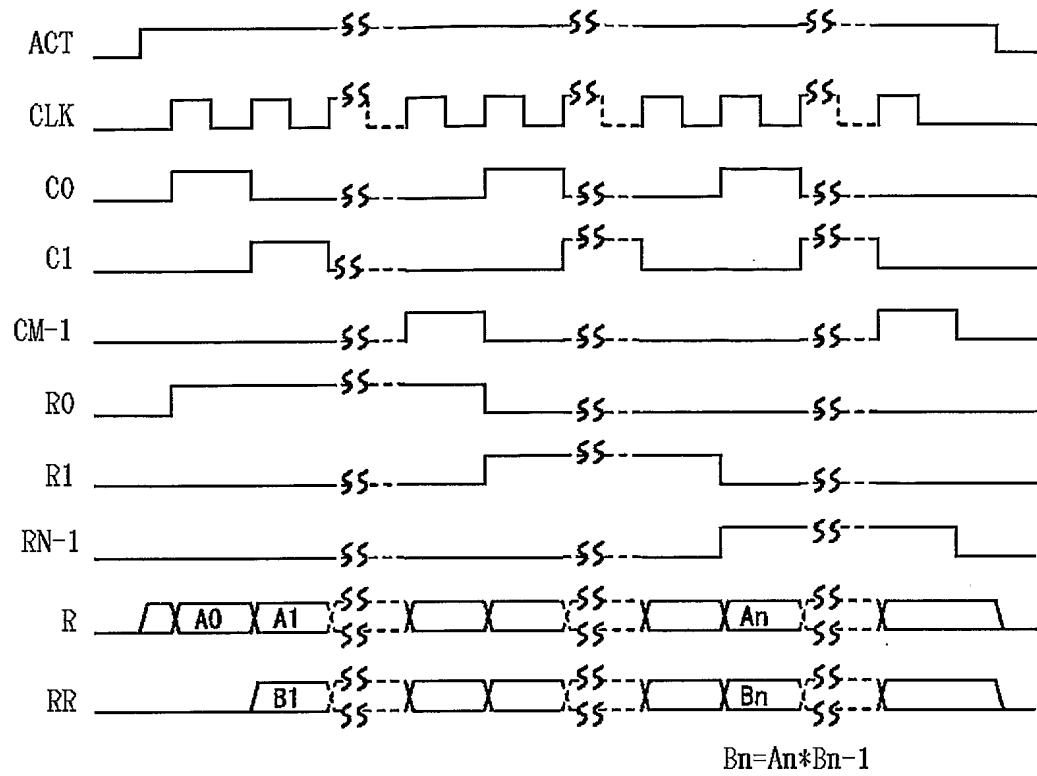 ACT
CLK
C0
C1
CM-1
R0
R1
RN-1
R A0 A1 An
RR B1 Bn
Bn=An*Bn-1